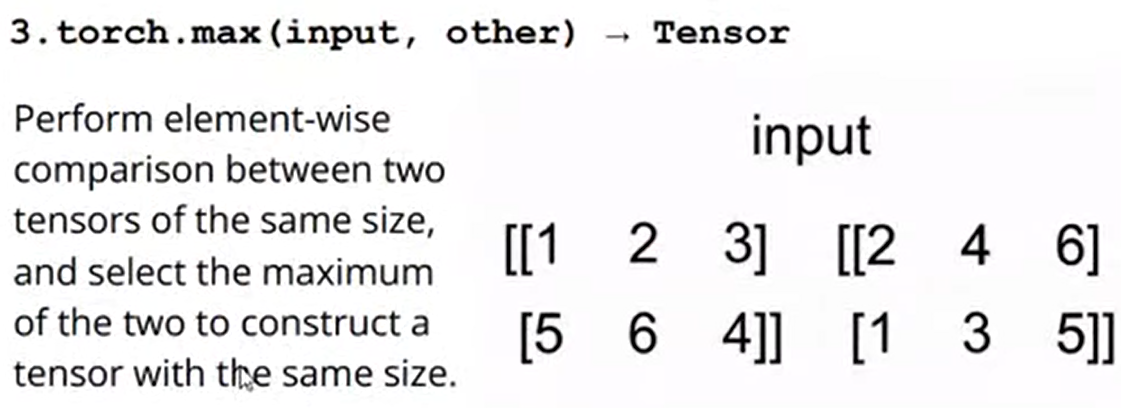 3.torch.max(input, other) → Tensor
Perform element-wise
comparison between two
tensors of the same size,
and select the maximum
of the two to construct a
tensor with the same size.
input
[[1 2 3] [[2 4 6]
[5 6 4]] [1 3 5]]